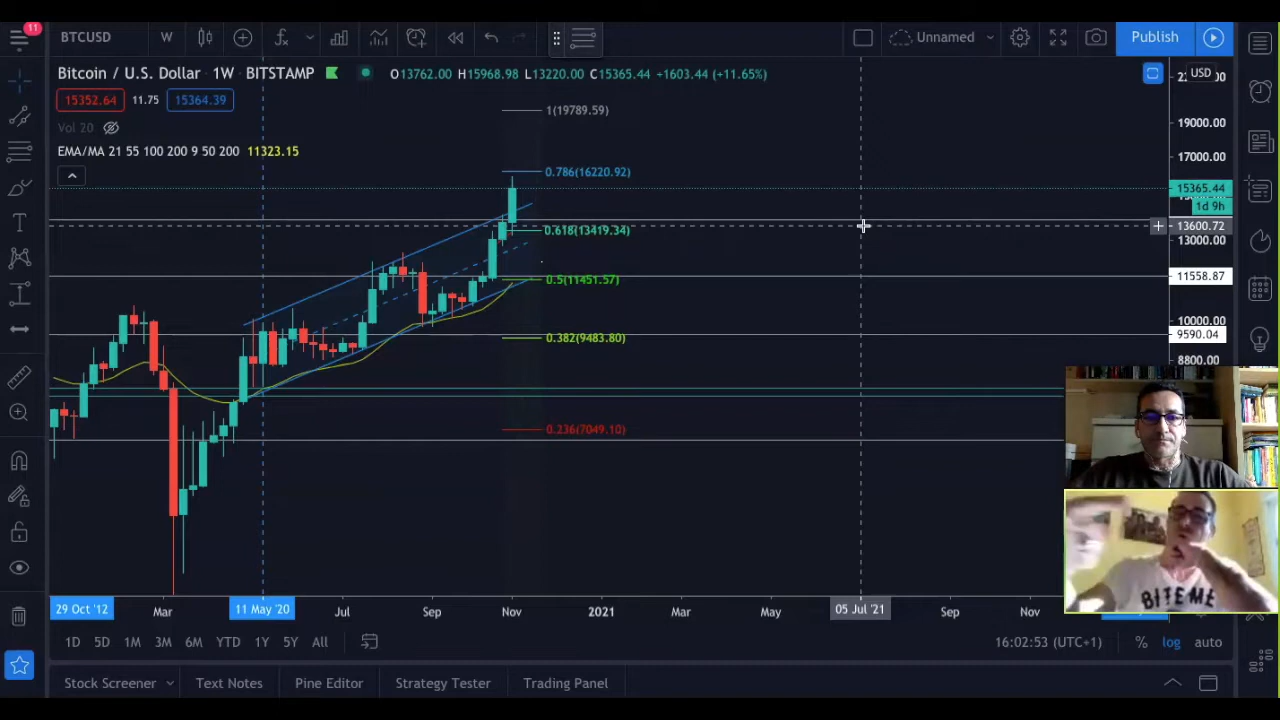 11
BTCUSD
W
Unnamed
Publish
Bitcoin / U.S. Dollar 1W BITSTAMP
O13762.00 H15968.98 L13220.00 C15365.44 +1603.44 (+11.65%)
USD
15352.64
11.75
15364.39
Vol 20
EMA/MA 21 55 100 200 9 50 200 11323.15
1(19789.59)
19000.00
17000.00
0.786(16220.92)
15365.44
1d 9h
13600.72
0.618(13419.34)
13000.00
0.5(11451.57)
11558.87
10000.00
0.382(9483.80)
9590.04
8800.00
0.236(7049.10)
BITE ME
29 Oct '12
Mar
11 May '20
Jul
Sep
Nov
2021
Mar
May
05 Jul '21
Sep
Nov
1D 5D 1M 3M 6M YTD 1Y 5Y All
16:02:53 (UTC+1)
%
log
auto
Stock Screener
Text Notes
Pine Editor
Strategy Tester
Trading Panel